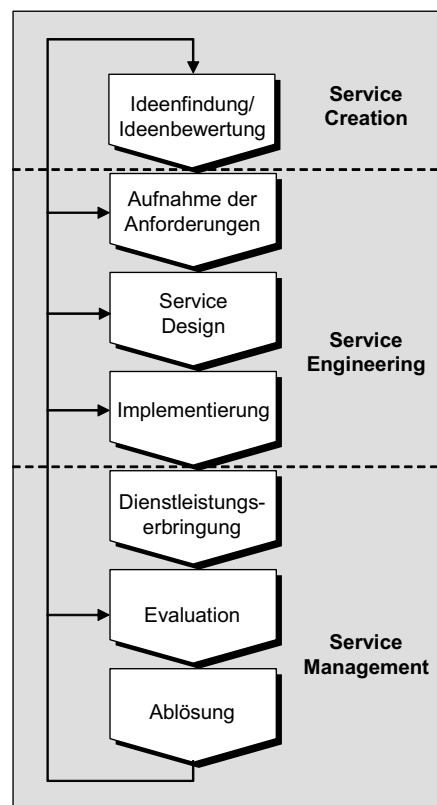 Ideenfindung/
Ideenbewertung
Service
Creation
Aufnahme der
Anforderungen
Service
Design
Implementierung
Service
Engineering
Dienstleistungs-
erbringung
Evaluation
Ablösung
Service
Management